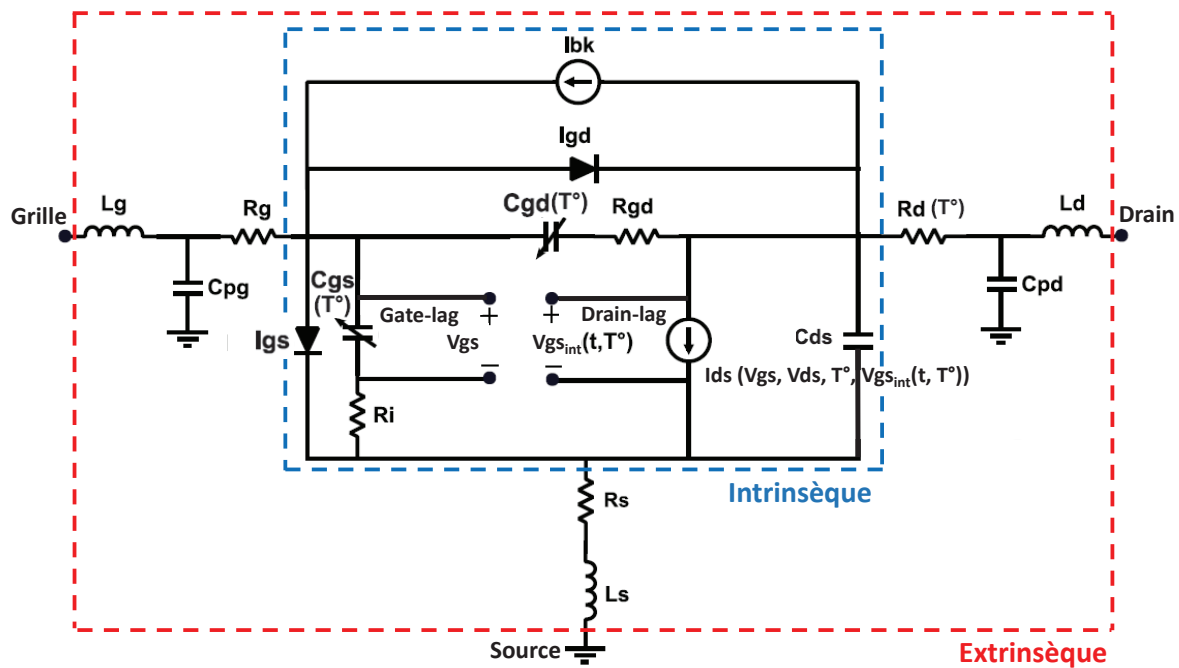 Ibk
Igd
Lg
Rg
Cgd(T°)
Rgd
Rd (T°)
Ld
Grille
Drain
Cpg
Cgs
(T°)
Gate-lag
+
Vgs
−
Drain-lag
+
Vgsint(t,T°)
−
Igs
Ri
Cds
Cpd
Ids (Vgs, Vds, T°, Vgsint(t, T°))
Intrinsèque
Rs
Ls
Source
Extrinsèque